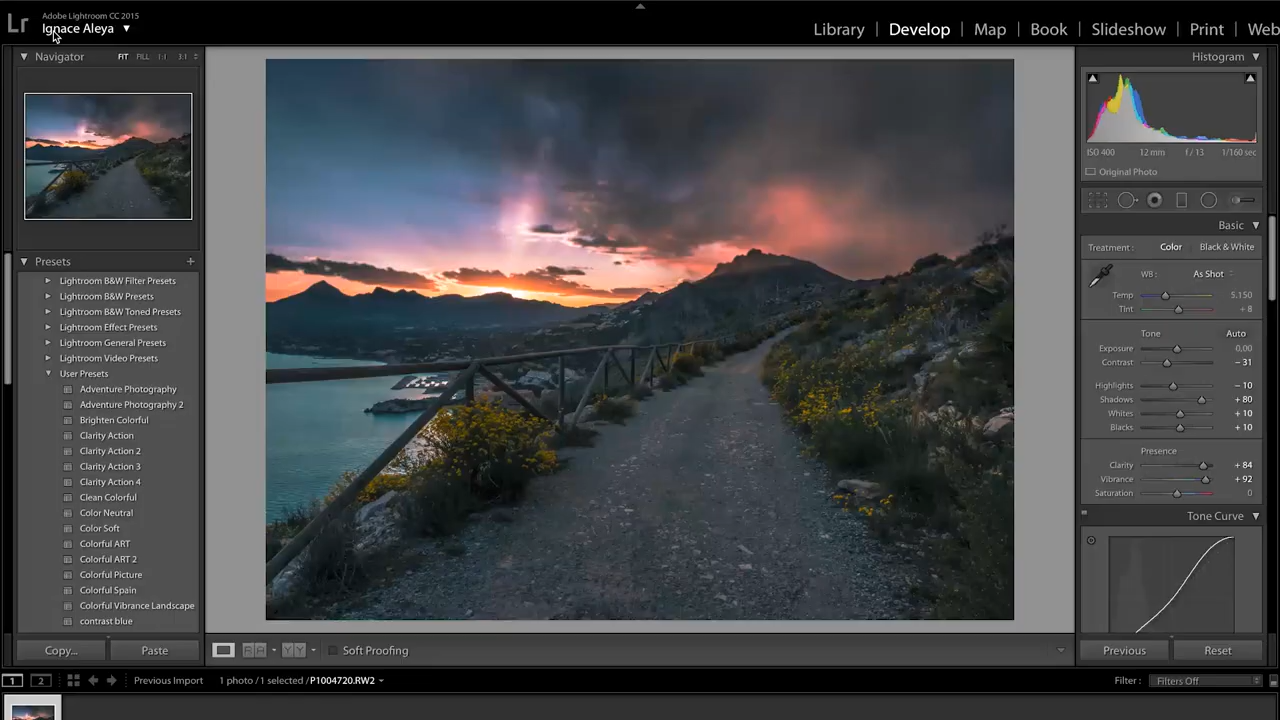 Lr
Adobe Lightroom CC 2015
Ignace Aleya
Library | Develop | Map | Book | Slideshow | Print | Web
Navigator FIT FILL 1:1 3:1
Presets +
Lightroom B&W Filter Presets
Lightroom B&W Presets
Lightroom B&W Toned Presets
Lightroom Effect Presets
Lightroom General Presets
Lightroom Video Presets
User Presets
Adventure Photography
Adventure Photography 2
Brighten Colorful
Clarity Action
Clarity Action 2
Clarity Action 3
Clarity Action 4
Clean Colorful
Color Neutral
Color Soft
Colorful ART
Colorful ART 2
Colorful Picture
Colorful Spain
Colorful Vibrance Landscape
contrast blue
Copy... Paste
Soft Proofing
Histogram
ISO 400 12 mm f / 13 1/160 sec
Original Photo
Basic
Treatment : Color Black & White
WB : As Shot
Temp 5.150
Tint + 8
Tone Auto
Exposure 0,00
Contrast − 31
Highlights − 10
Shadows + 80
Whites + 10
Blacks + 10
Presence
Clarity + 84
Vibrance + 92
Saturation 0
Tone Curve
Previous Reset
1 2 Previous Import 1 photo / 1 selected / P1004720.RW2 Filter : Filters Off